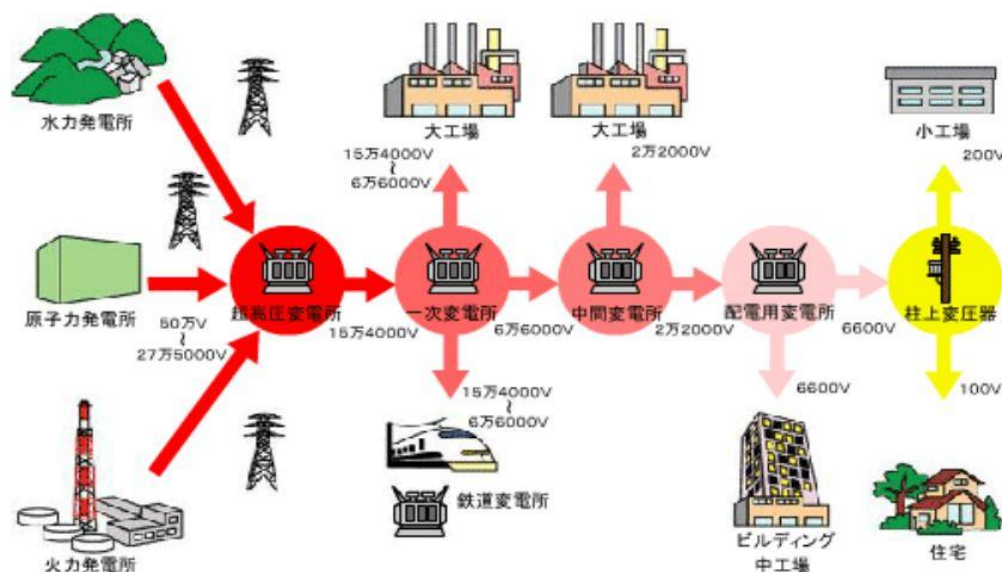 水力発電所
大工場
大工場
小工場
15万4000V
〜
6万6000V
2万2000V
200V
原子力発電所
超高圧変電所
一次変電所
中間変電所
配電用変電所
柱上変圧器
50万V
〜
27万5000V
15万4000V
6万6000V
2万2000V
6600V
15万4000V
〜
6万6000V
6600V
100V
火力発電所
鉄道変電所
ビルディング
中工場
住宅